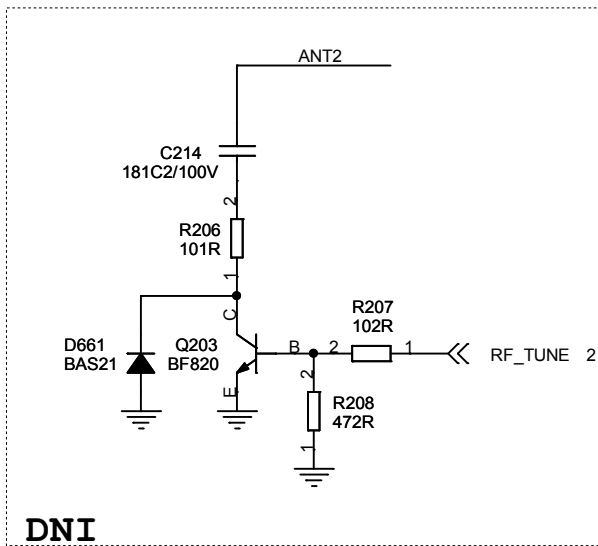 ANT2
C214
181C2/100V
2
R206
101R
1
C
D661
BAS21
Q203
BF820
E
B
2
R207
102R
1
RF_TUNE 2
2
R208
472R
1
DNI